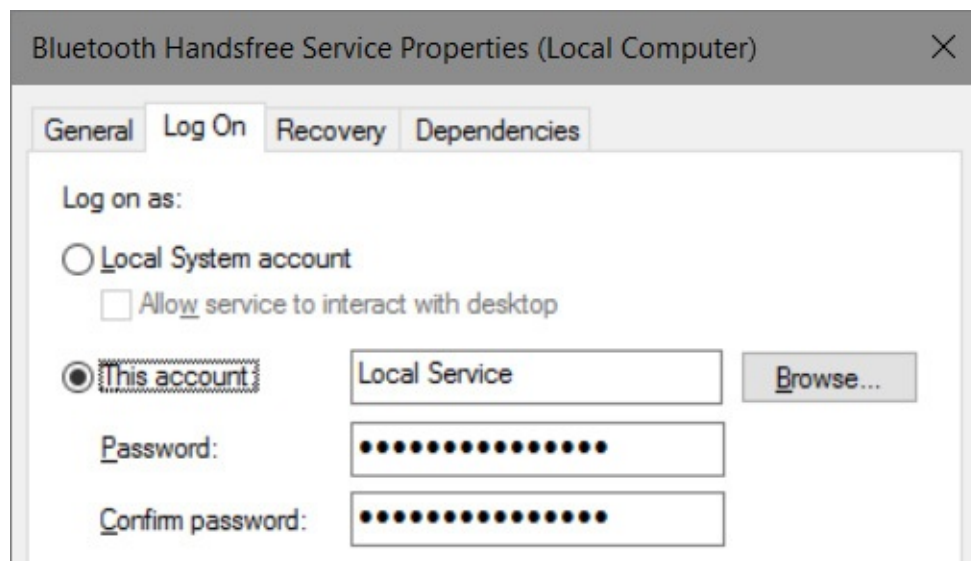 Bluetooth Handsfree Service Properties (Local Computer)
General Log On Recovery Dependencies
Log on as:
Local System account
Allow service to interact with desktop
This account: Local Service Browse...
Password: •••••••••••••••
Confirm password: •••••••••••••••